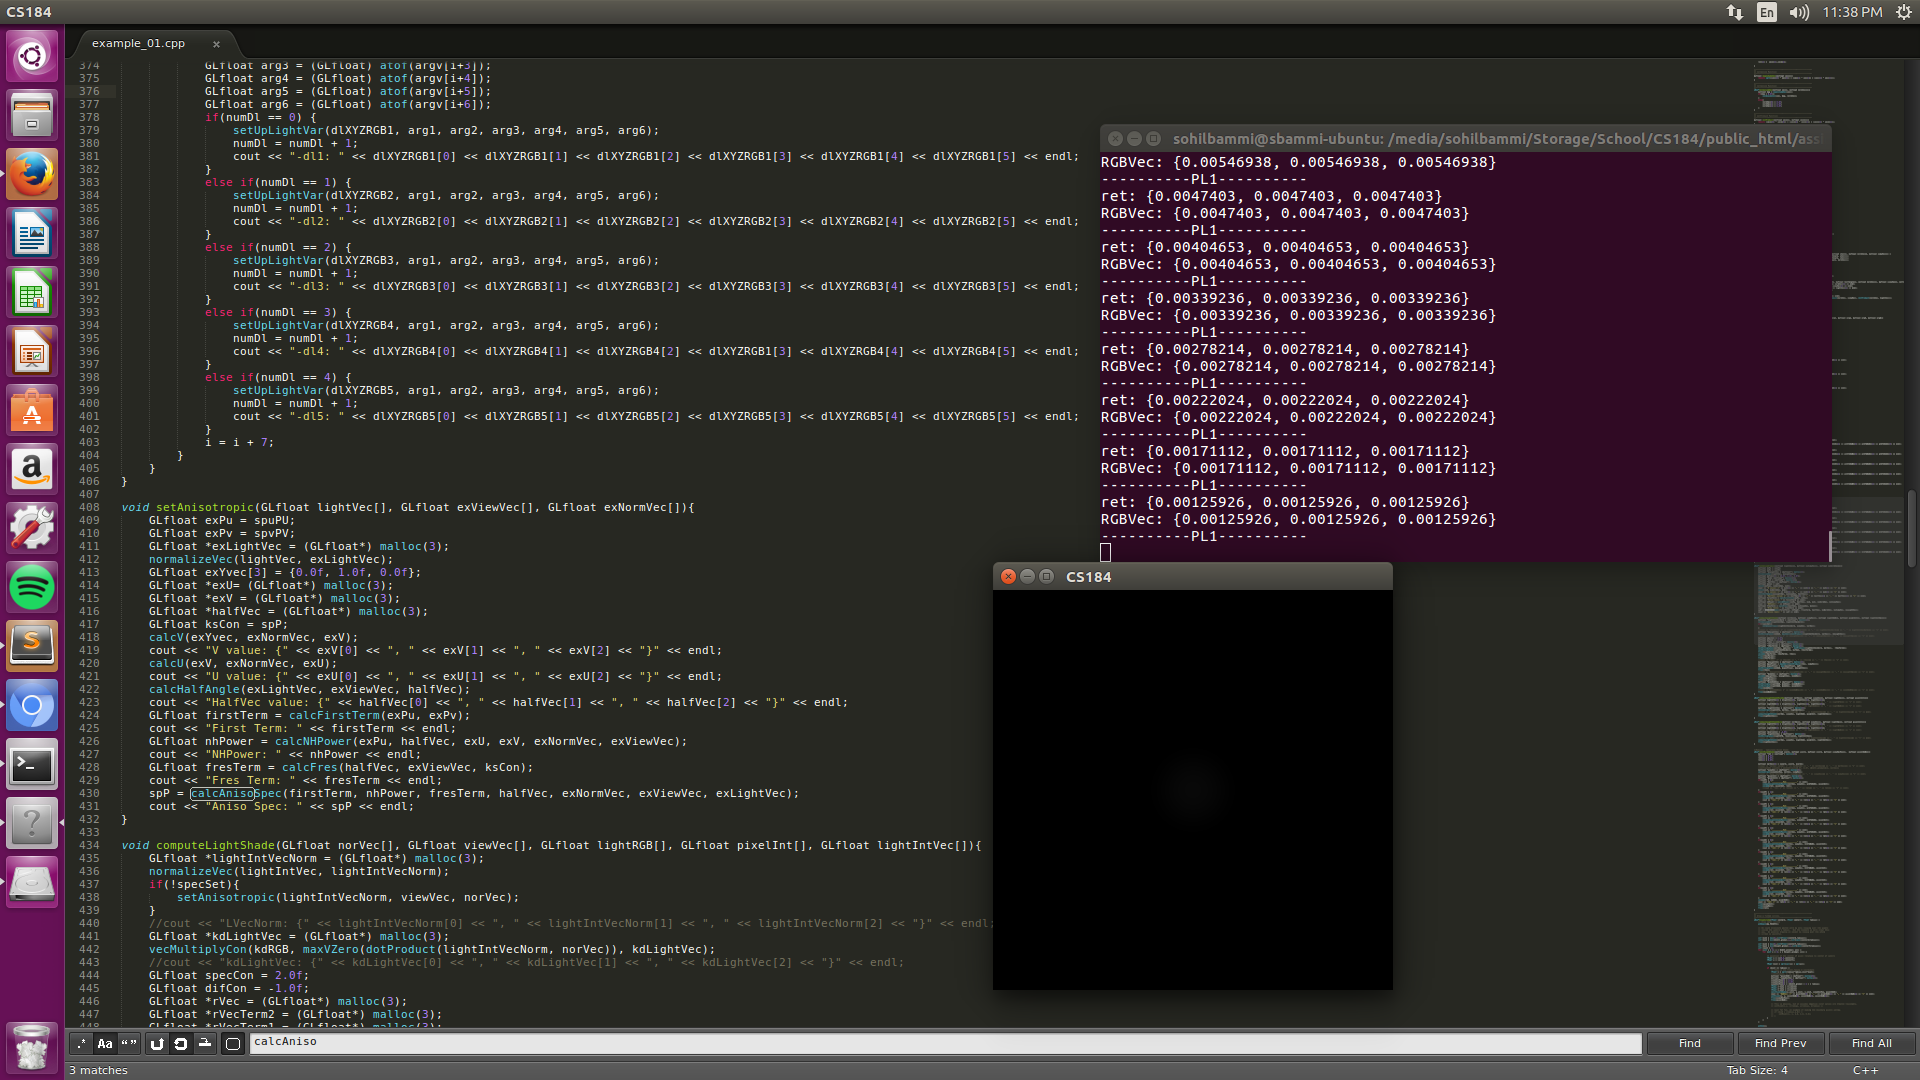 CS184
En
11:38 PM
example_01.cpp ×
374 GLfloat arg3 = (GLfloat) atof(argv[i+3]);
375 GLfloat arg4 = (GLfloat) atof(argv[i+4]);
376 GLfloat arg5 = (GLfloat) atof(argv[i+5]);
377 GLfloat arg6 = (GLfloat) atof(argv[i+6]);
378 if(numDl == 0) {
379 setUpLightVar(dlXYZRGB1, arg1, arg2, arg3, arg4, arg5, arg6);
380 numDl = numDl + 1;
381 cout << "-dl1: " << dlXYZRGB1[0] << dlXYZRGB1[1] << dlXYZRGB1[2] << dlXYZRGB1[3] << dlXYZRGB1[4] << dlXYZRGB1[5] << endl;
382 }
383 else if(numDl == 1) {
384 setUpLightVar(dlXYZRGB2, arg1, arg2, arg3, arg4, arg5, arg6);
385 numDl = numDl + 1;
386 cout << "-dl2: " << dlXYZRGB2[0] << dlXYZRGB2[1] << dlXYZRGB2[2] << dlXYZRGB2[3] << dlXYZRGB2[4] << dlXYZRGB2[5] << endl;
387 }
388 else if(numDl == 2) {
389 setUpLightVar(dlXYZRGB3, arg1, arg2, arg3, arg4, arg5, arg6);
390 numDl = numDl + 1;
391 cout << "-dl3: " << dlXYZRGB3[0] << dlXYZRGB3[1] << dlXYZRGB3[2] << dlXYZRGB3[3] << dlXYZRGB3[4] << dlXYZRGB3[5] << endl;
392 }
393 else if(numDl == 3) {
394 setUpLightVar(dlXYZRGB4, arg1, arg2, arg3, arg4, arg5, arg6);
395 numDl = numDl + 1;
396 cout << "-dl4: " << dlXYZRGB4[0] << dlXYZRGB4[1] << dlXYZRGB4[2] << dlXYZRGB1[3] << dlXYZRGB4[4] << dlXYZRGB4[5] << endl;
397 }
398 else if(numDl == 4) {
399 setUpLightVar(dlXYZRGB5, arg1, arg2, arg3, arg4, arg5, arg6);
400 numDl = numDl + 1;
401 cout << "-dl5: " << dlXYZRGB5[0] << dlXYZRGB5[1] << dlXYZRGB5[2] << dlXYZRGB5[3] << dlXYZRGB5[4] << dlXYZRGB5[5] << endl;
402 }
403 i = i + 7;
404 }
405 }
406 }
407
408 void setAnisotropic(GLfloat lightVec[], GLfloat exViewVec[], GLfloat exNormVec[]){
409 GLfloat exPu = spuPU;
410 GLfloat exPv = spvPV;
411 GLfloat *exLightVec = (GLfloat*) malloc(3);
412 normalizeVec(lightVec, exLightVec);
413 GLfloat exYvec[3] = {0.0f, 1.0f, 0.0f};
414 GLfloat *exU= (GLfloat*) malloc(3);
415 GLfloat *exV = (GLfloat*) malloc(3);
416 GLfloat *halfVec = (GLfloat*) malloc(3);
417 GLfloat ksCon = spP;
418 calcV(exYvec, exNormVec, exV);
419 cout << "V value: {" << exV[0] << ", " << exV[1] << ", " << exV[2] << "}" << endl;
420 calcU(exV, exNormVec, exU);
421 cout << "U value: {" << exU[0] << ", " << exU[1] << ", " << exU[2] << "}" << endl;
422 calcHalfAngle(exLightVec, exViewVec, halfVec);
423 cout << "HalfVec value: {" << halfVec[0] << ", " << halfVec[1] << ", " << halfVec[2] << "}" << endl;
424 GLfloat firstTerm = calcFirstTerm(exPu, exPv);
425 cout << "First Term: " << firstTerm << endl;
426 GLfloat nhPower = calcNHPower(exPu, halfVec, exU, exV, exNormVec, exViewVec);
427 cout << "NHPower: " << nhPower << endl;
428 GLfloat fresTerm = calcFres(halfVec, exViewVec, ksCon);
429 cout << "Fres Term: " << fresTerm << endl;
430 spP = calcAnisoSpec(firstTerm, nhPower, fresTerm, halfVec, exNormVec, exViewVec, exLightVec);
431 cout << "Aniso Spec: " << spP << endl;
432 }
433
434 void computeLightShade(GLfloat norVec[], GLfloat viewVec[], GLfloat lightRGB[], GLfloat pixelInt[], GLfloat lightIntVec[]){
435 GLfloat *lightIntVecNorm = (GLfloat*) malloc(3);
436 normalizeVec(lightIntVec, lightIntVecNorm);
437 if(!specSet){
438 setAnisotropic(lightIntVecNorm, viewVec, norVec);
439 }
440 //cout << "LVecNorm: {" << lightIntVecNorm[0] << ", " << lightIntVecNorm[1] << ", " << lightIntVecNorm[2] << "}" << endl;
441 GLfloat *kdLightVec = (GLfloat*) malloc(3);
442 vecMultiplyCon(kdRGB, maxVZero(dotProduct(lightIntVecNorm, norVec)), kdLightVec);
443 //cout << "kdLightVec: {" << kdLightVec[0] << ", " << kdLightVec[1] << ", " << kdLightVec[2] << "}" << endl;
444 GLfloat specCon = 2.0f;
445 GLfloat difCon = -1.0f;
446 GLfloat *rVec = (GLfloat*) malloc(3);
447 GLfloat *rVecTerm2 = (GLfloat*) malloc(3);
448 GLfloat *rVecTerm1 = (GLfloat*) malloc(3);
sohilbammi@sbammi-ubuntu: /media/sohilbammi/Storage/School/CS184/public_html/ass
RGBVec: {0.00546938, 0.00546938, 0.00546938}
----------PL1----------
ret: {0.0047403, 0.0047403, 0.0047403}
RGBVec: {0.0047403, 0.0047403, 0.0047403}
----------PL1----------
ret: {0.00404653, 0.00404653, 0.00404653}
RGBVec: {0.00404653, 0.00404653, 0.00404653}
----------PL1----------
ret: {0.00339236, 0.00339236, 0.00339236}
RGBVec: {0.00339236, 0.00339236, 0.00339236}
----------PL1----------
ret: {0.00278214, 0.00278214, 0.00278214}
RGBVec: {0.00278214, 0.00278214, 0.00278214}
----------PL1----------
ret: {0.00222024, 0.00222024, 0.00222024}
RGBVec: {0.00222024, 0.00222024, 0.00222024}
----------PL1----------
ret: {0.00171112, 0.00171112, 0.00171112}
RGBVec: {0.00171112, 0.00171112, 0.00171112}
----------PL1----------
ret: {0.00125926, 0.00125926, 0.00125926}
RGBVec: {0.00125926, 0.00125926, 0.00125926}
----------PL1----------
CS184
.* Aa “”
calcAniso
Find
Find Prev
Find All
3 matches
Tab Size: 4
C++